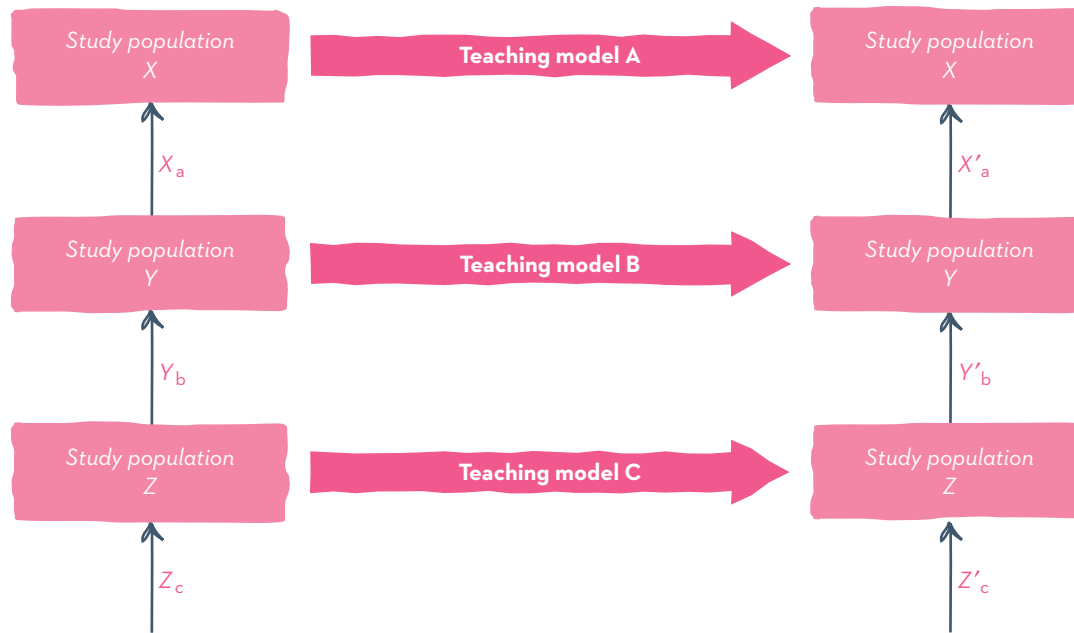 Study population
X
Teaching model A
Study population
X
Xa
X′a
Study population
Y
Teaching model B
Study population
Y
Yb
Y′b
Study population
Z
Teaching model C
Study population
Z
Zc
Z′c